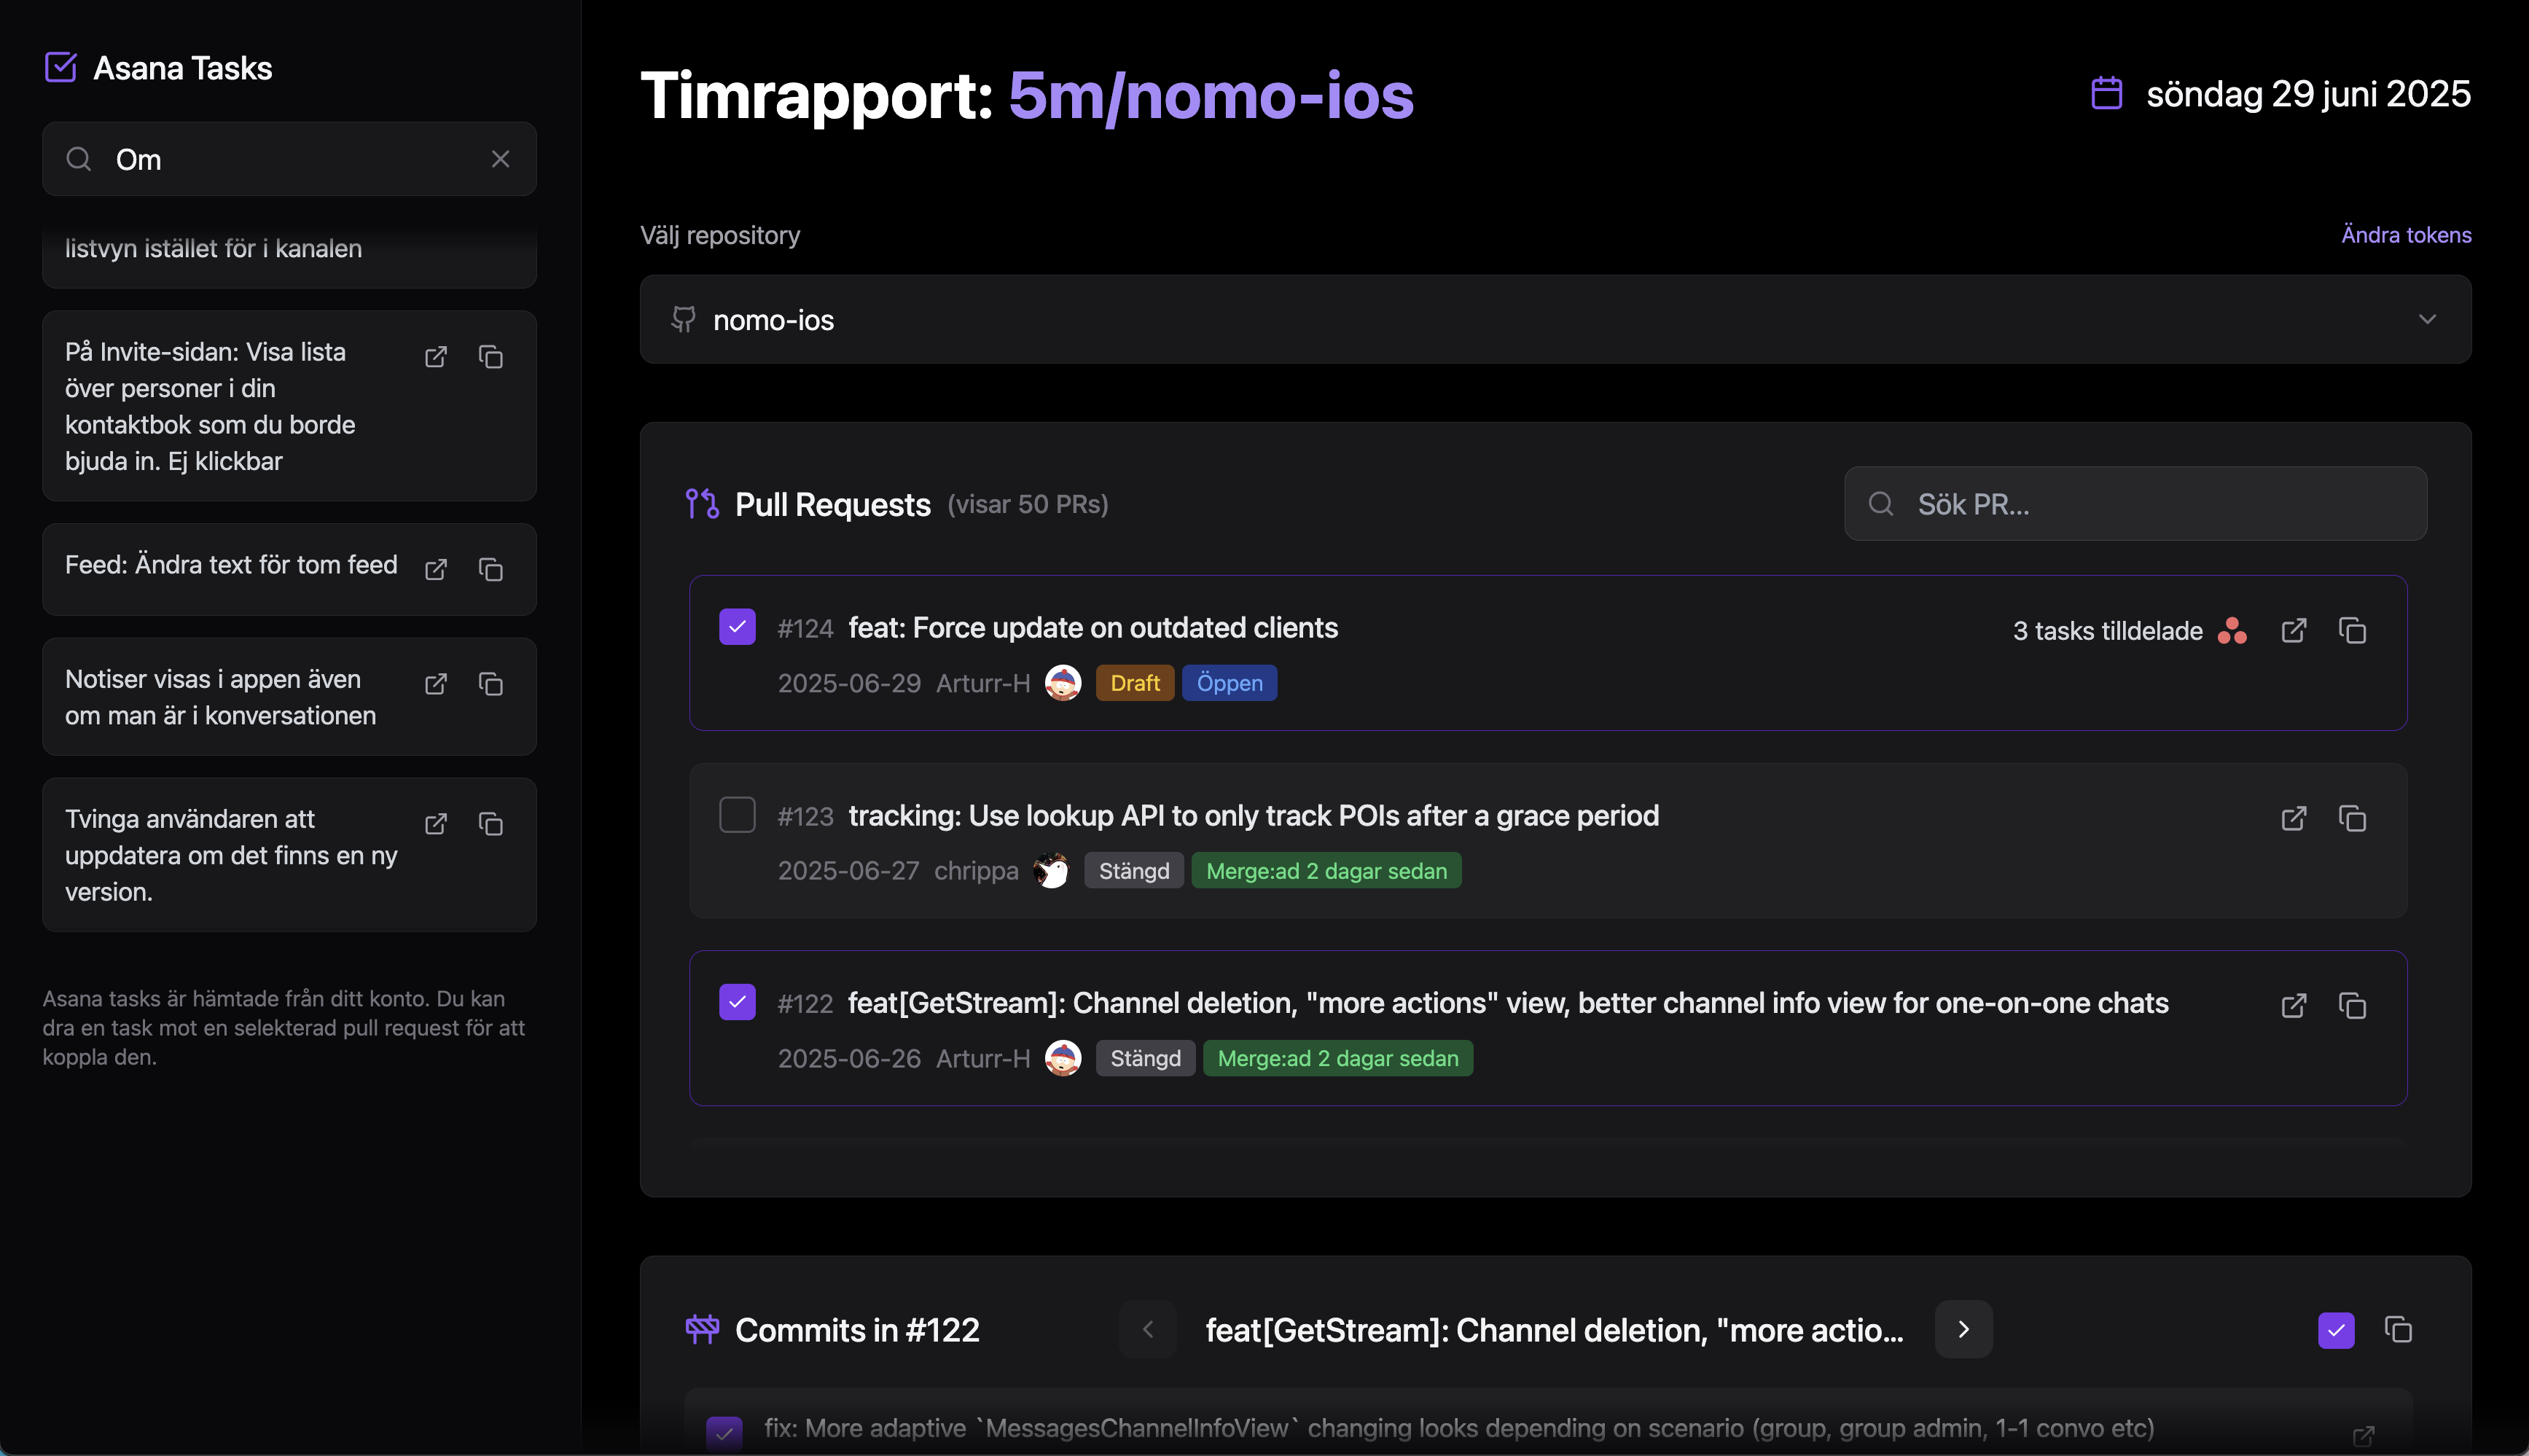 Asana Tasks
Om
listvyn istället för i kanalen
På Invite-sidan: Visa lista
över personer i din
kontaktbok som du borde
bjuda in. Ej klickbar
Feed: Ändra text för tom feed
Notiser visas i appen även
om man är i konversationen
Tvinga användaren att
uppdatera om det finns en ny
version.
Asana tasks är hämtade från ditt konto. Du kan
dra en task mot en selekterad pull request för att
koppla den.
Timrapport: 5m/nomo-ios
söndag 29 juni 2025
Välj repository
Ändra tokens
nomo-ios
Pull Requests (visar 50 PRs)
Sök PR...
#124 feat: Force update on outdated clients
3 tasks tilldelade
2025-06-29 Arturr-H Draft Öppen
#123 tracking: Use lookup API to only track POIs after a grace period
2025-06-27 chrippa Stängd Merge:ad 2 dagar sedan
#122 feat[GetStream]: Channel deletion, "more actions" view, better channel info view for one-on-one chats
2025-06-26 Arturr-H Stängd Merge:ad 2 dagar sedan
Commits in #122
feat[GetStream]: Channel deletion, "more actio...
fix: More adaptive `MessagesChannelInfoView` changing looks depending on scenario (group, group admin, 1-1 convo etc)